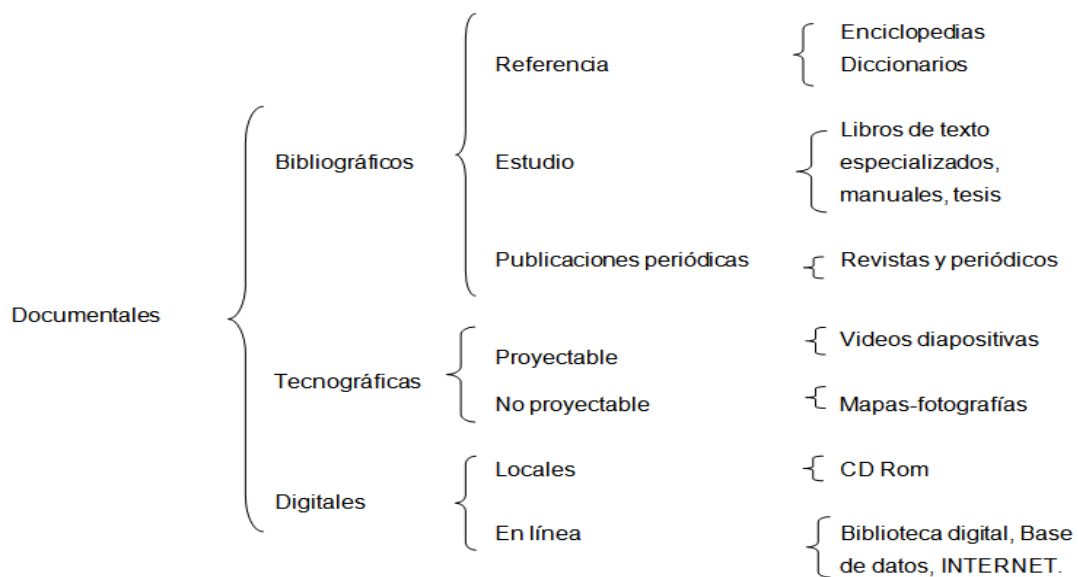 Documentales
Bibliográficos
Referencia
Enciclopedias
Diccionarios
Estudio
Libros de texto
especializados,
manuales, tesis
Publicaciones periódicas
Revistas y periódicos
Tecnográficas
Proyectable
Videos diapositivas
No proyectable
Mapas-fotografías
Digitales
Locales
CD Rom
En línea
Biblioteca digital, Base
de datos, INTERNET.